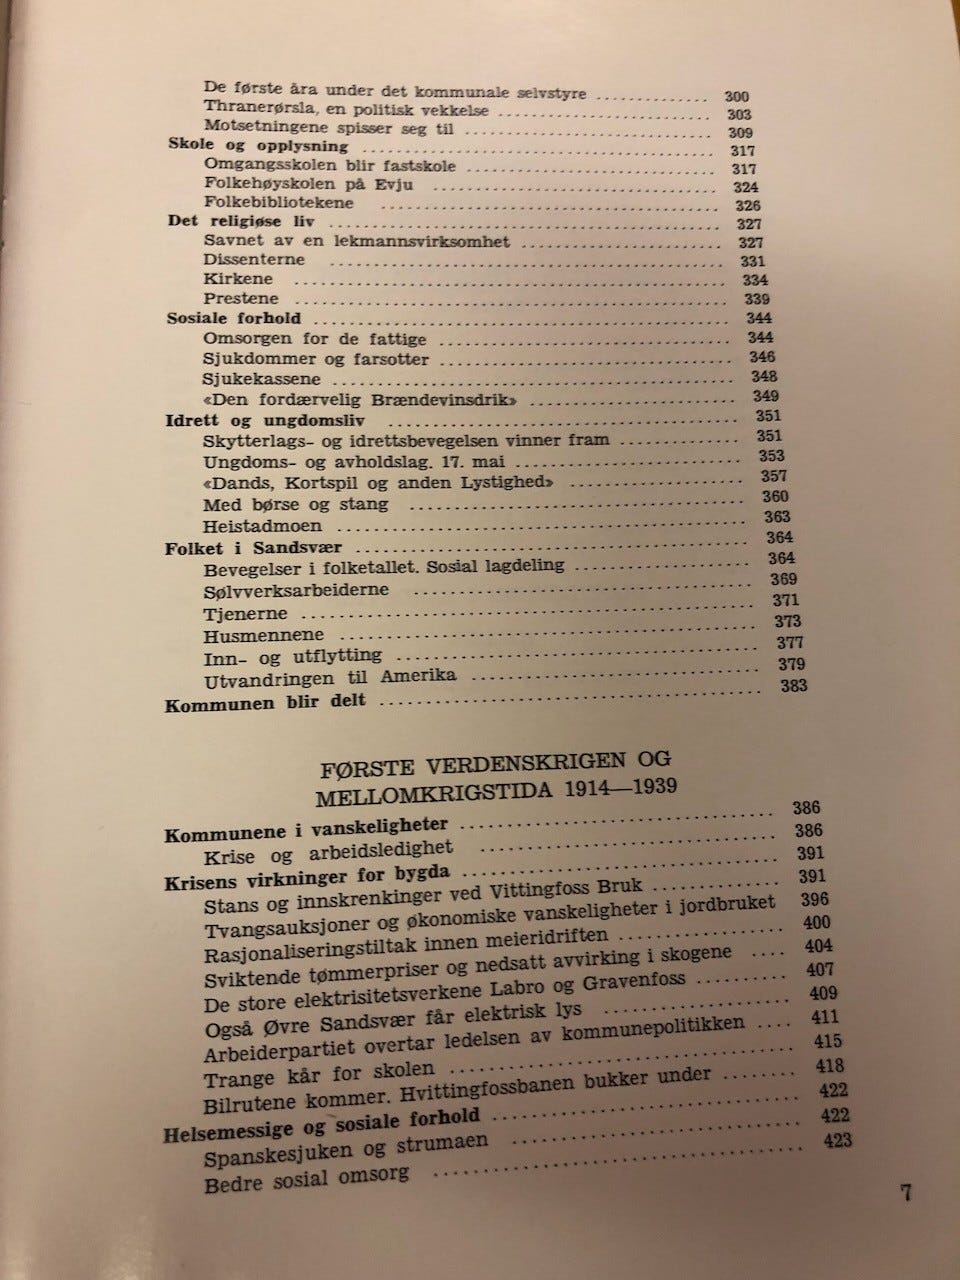 De første åra under det kommunale selvstyre .............. 300
Thranerørsla, en politisk vekkelse ........................... 303
Motsetningene spisser seg til ................................ 309
Skole og opplysning ............................................ 317
Omgangsskolen blir fastskole ................................ 317
Folkehøyskolen på Evju .................................... 324
Folkebibliotekene ........................................... 326
Det religiøse liv .................................................. 327
Savnet av en lekmannsvirksomhet ......................... 327
Dissenterne .................................................. 331
Kirkene ...................................................... 334
Prestene ...................................................... 339
Sosiale forhold .................................................... 344
Omsorgen for de fattige .................................... 344
Sjukdommer og farsotter .................................... 346
Sjukekassene .................................................. 348
«Den fordærvelig Brændevinsdrik» ......................... 349
Idrett og ungdomsliv ............................................ 351
Skytterlags- og idrettsbevegelsen vinner fram .............. 351
Ungdoms- og avholdslag. 17. mai ............................ 353
«Dands, Kortspil og anden Lystighed» ..................... 357
Med børse og stang ......................................... 360
Heistadmoen .................................................. 363
Folket i Sandsvær ................................................ 364
Bevegelser i folketallet. Sosial lagdeling ..................... 364
Sølvverksarbeiderne ......................................... 369
Tjenerne ...................................................... 371
Husmennene .................................................. 373
Inn- og utflytting ............................................ 377
Utvandringen til Amerika .................................... 379
Kommunen blir delt .............................................. 383
FØRSTE VERDENSKRIGEN OG
MELLOMKRIGSTIDA 1914—1939
Kommunene i vanskeligheter ..................................... 386
Krise og arbeidsledighet .................................... 386
Krisens virkninger for bygda ..................................... 391
Stans og innskrenkinger ved Vittingfoss Bruk .............. 391
Tvangsauksjoner og økonomiske vanskeligheter i jordbruket 396
Rasjonaliseringstiltak innen meieridriften ................... 400
Sviktende tømmerpriser og nedsatt avvirking i skogene .... 404
De store elektrisitetsverkene Labro og Gravenfoss .......... 407
Også Øvre Sandsvær får elektrisk lys ..................... 409
Arbeiderpartiet overtar ledelsen av kommunepolitikken .... 411
Trange kår for skolen ....................................... 415
Bilrutene kommer. Hvittingfossbanen bukker under ........ 418
Helsemessige og sosiale forhold .................................. 422
Spanskesjuken og strumaen ................................. 422
Bedre sosial omsorg ......................................... 423
7